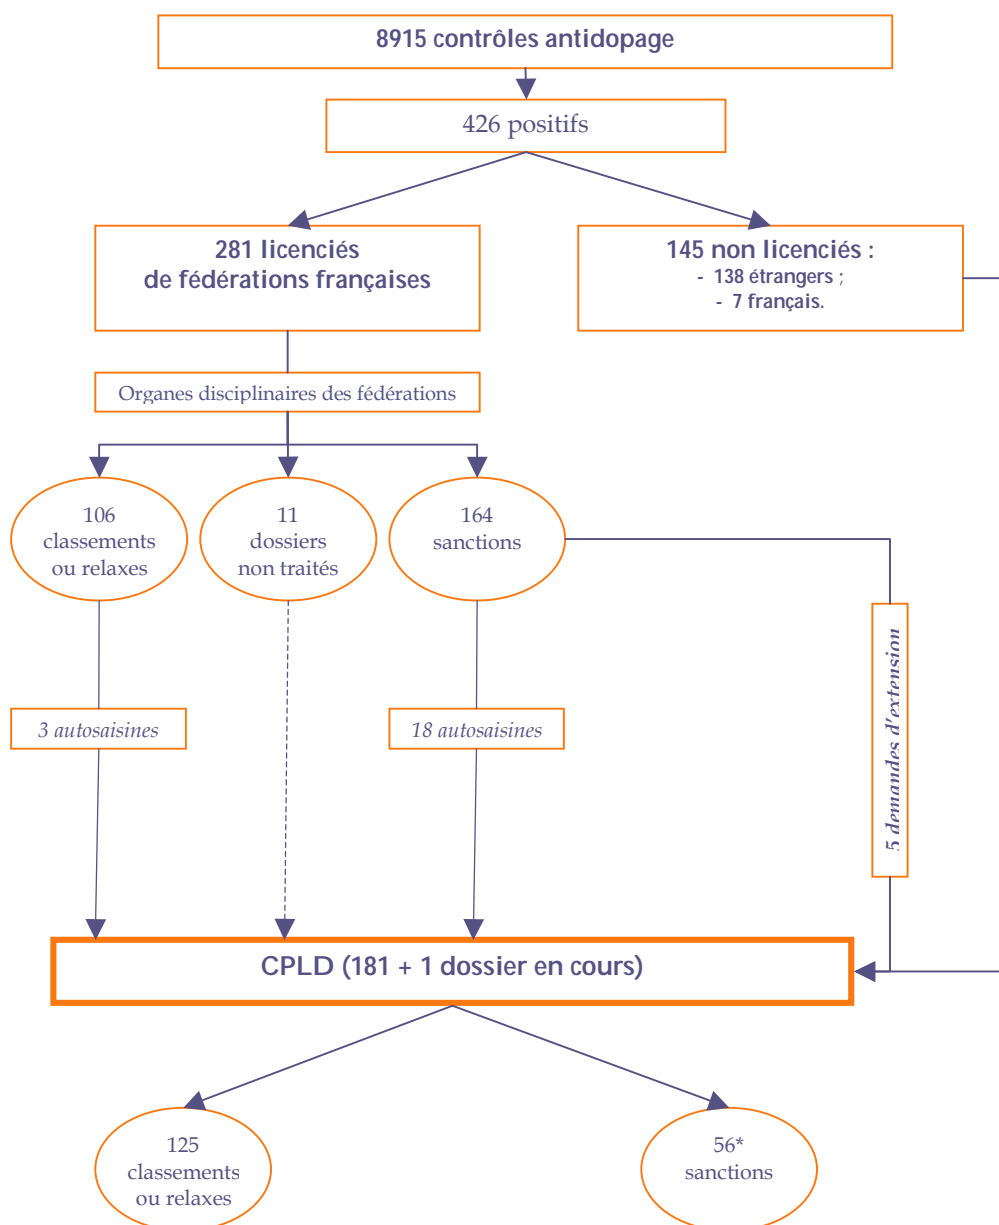 8915 contrôles antidopage
426 positifs
281 licenciés
de fédérations françaises
145 non licenciés :
- 138 étrangers ;
- 7 français.
Organes disciplinaires des fédérations
106
classements
ou relaxes
11
dossiers
non traités
164
sanctions
5 demandes d'extension
3 autosaisines
18 autosaisines
CPLD (181 + 1 dossier en cours)
125
classements
ou relaxes
56*
sanctions